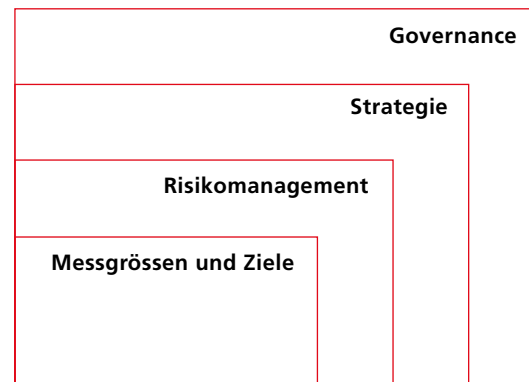 Governance
Strategie
Risikomanagement
Messgrössen und Ziele